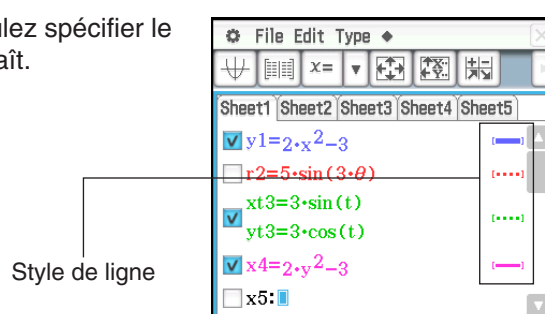 ulez spécifier le
aît.
File Edit Type ◆
x=
Sheet1 Sheet2 Sheet3 Sheet4 Sheet5
y1=2·x²−3
r2=5·sin(3·θ)
xt3=3·sin(t)
yt3=3·cos(t)
x4=2·y²−3
x5:
Style de ligne